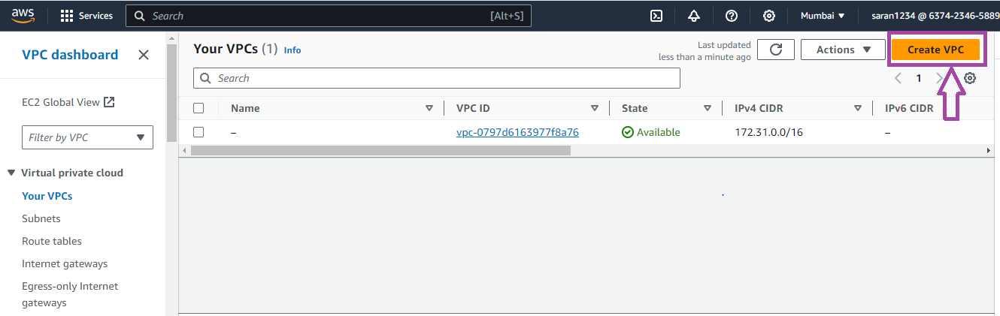 aws Services Search [Alt+S] Mumbai saran1234 @ 6374-2346-5889
VPC dashboard
EC2 Global View
Filter by VPC
Virtual private cloud
Your VPCs
Subnets
Route tables
Internet gateways
Egress-only Internet
gateways
Your VPCs (1) Info
Last updated
less than a minute ago
Actions
Create VPC
Search
1
Name VPC ID State IPv4 CIDR IPv6 CIDR
– vpc-0797d6163977f8a76 Available 172.31.0.0/16 –